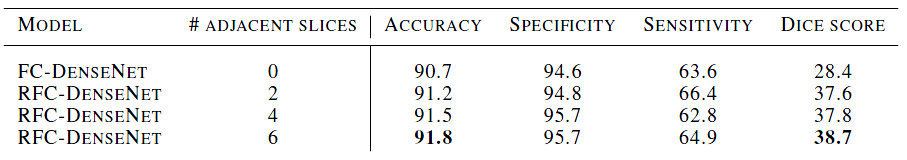 MODEL # ADJACENT SLICES ACCURACY SPECIFICITY SENSITIVITY DICE SCORE
FC-DENSENET 0 90.7 94.6 63.6 28.4
RFC-DENSENET 2 91.2 94.8 66.4 37.6
RFC-DENSENET 4 91.5 95.7 62.8 37.8
RFC-DENSENET 6 91.8 95.7 64.9 38.7